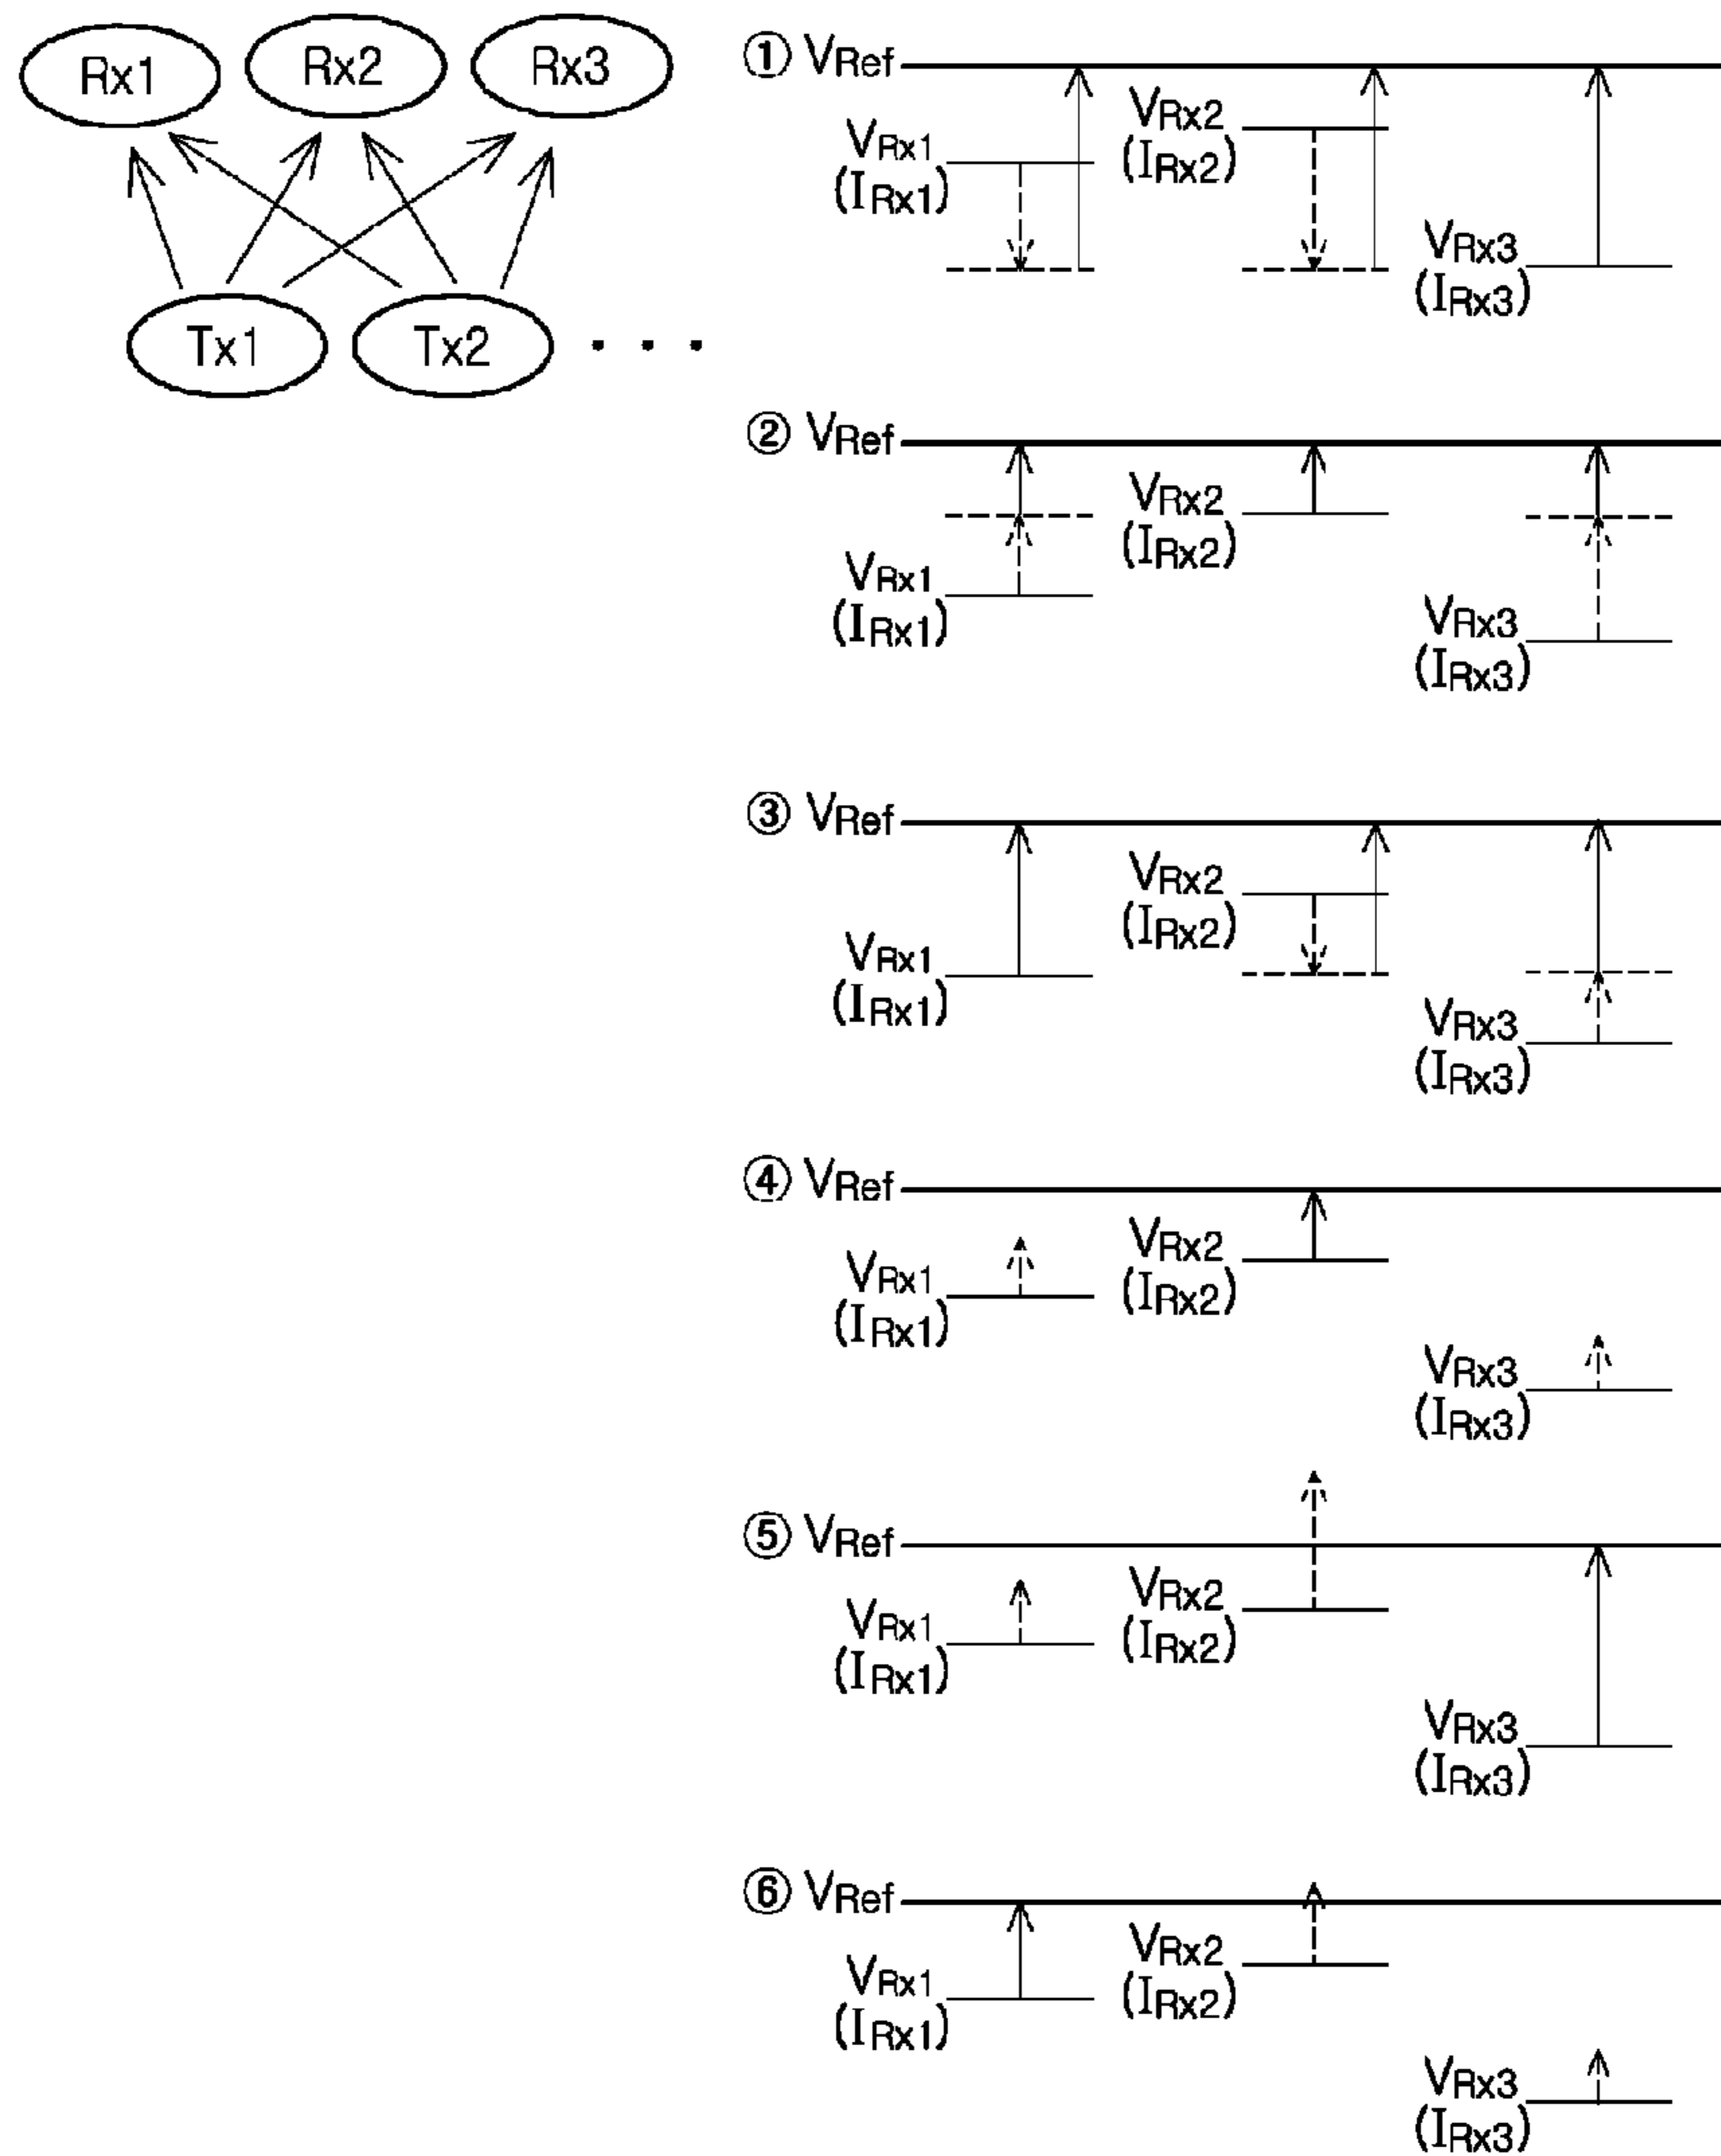 Rx1 Rx2 Rx3
Tx1 Tx2 . . .
① VRef
VRx1
(IRx1)
VRx2
(IRx2)
VRx3
(IRx3)
② VRef
VRx1
(IRx1)
VRx2
(IRx2)
VRx3
(IRx3)
③ VRef
VRx1
(IRx1)
VRx2
(IRx2)
VRx3
(IRx3)
④ VRef
VRx1
(IRx1)
VRx2
(IRx2)
VRx3
(IRx3)
⑤ VRef
VRx1
(IRx1)
VRx2
(IRx2)
VRx3
(IRx3)
⑥ VRef
VRx1
(IRx1)
VRx2
(IRx2)
VRx3
(IRx3)